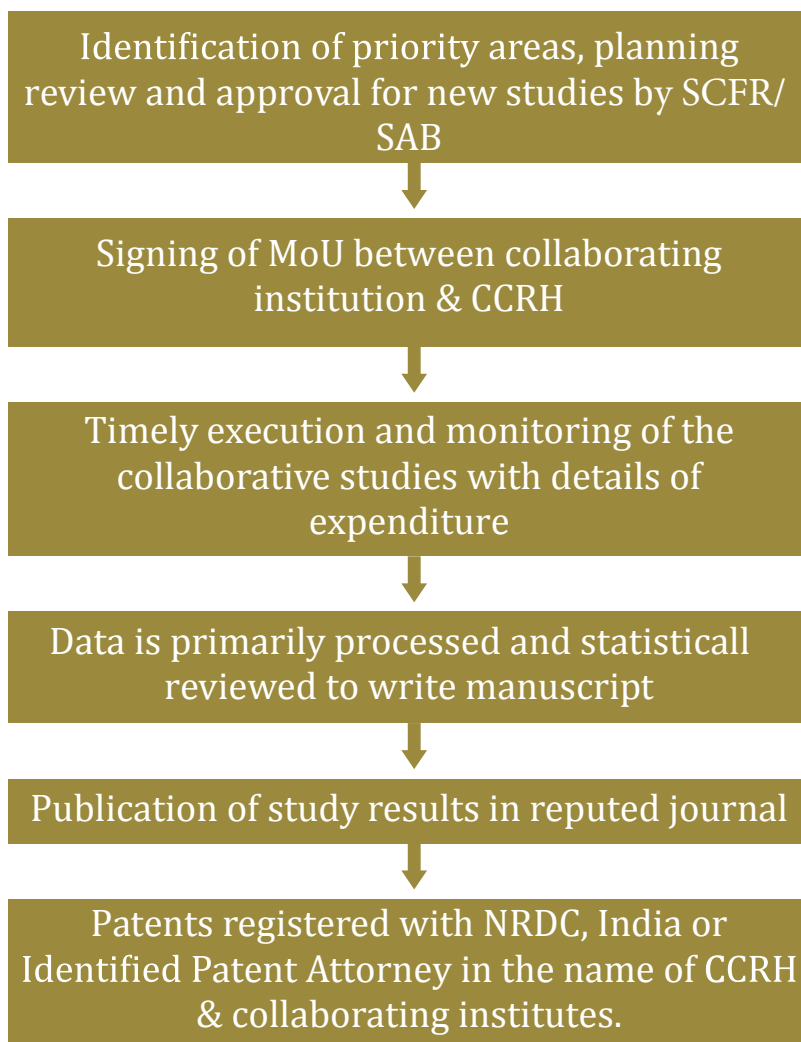 Identification of priority areas, planning
review and approval for new studies by SCFR/
SAB
Signing of MoU between collaborating
institution & CCRH
Timely execution and monitoring of the
collaborative studies with details of
expenditure
Data is primarily processed and statisticall
reviewed to write manuscript
Publication of study results in reputed journal
Patents registered with NRDC, India or
Identified Patent Attorney in the name of CCRH
& collaborating institutes.